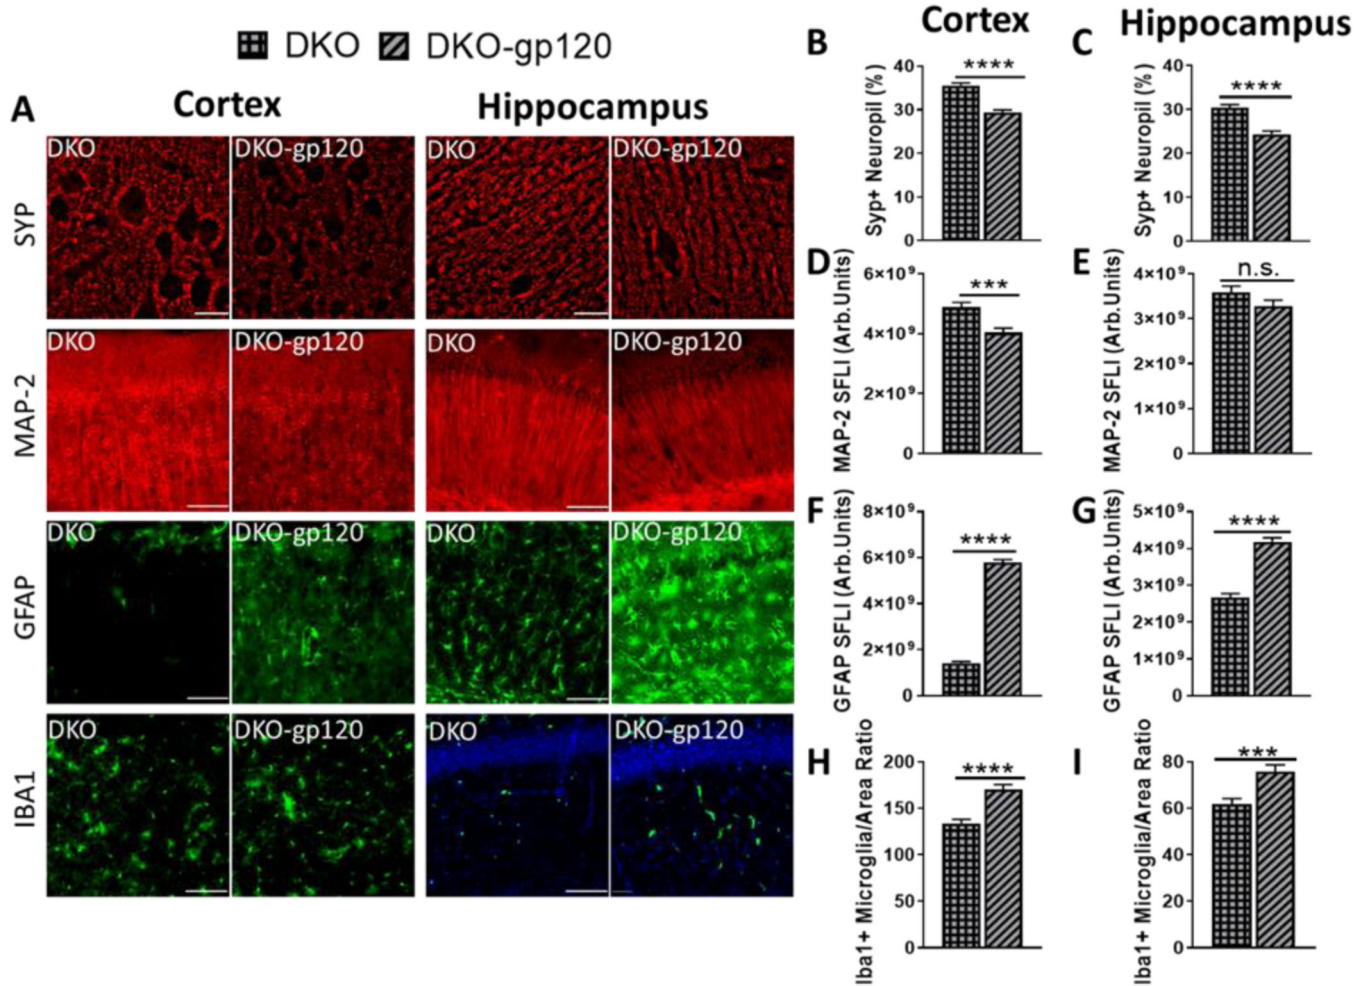 DKO DKO-gp120
A
Cortex Hippocampus
DKO DKO-gp120 DKO DKO-gp120
SYP
DKO DKO-gp120 DKO DKO-gp120
MAP-2
DKO DKO-gp120 DKO DKO-gp120
GFAP
DKO DKO-gp120 DKO DKO-gp120
IBA1
Cortex Hippocampus
B
Syp+ Neuropil (%)
40
30
20
10
0
****
C
Syp+ Neuropil (%)
40
30
20
10
0
****
D
MAP-2 SFLI (Arb.Units)
6×10⁹
4×10⁹
2×10⁹
0
***
E
MAP-2 SFLI (Arb.Units)
4×10⁹
3×10⁹
2×10⁹
1×10⁹
0
n.s.
F
GFAP SFLI (Arb.Units)
8×10⁹
6×10⁹
4×10⁹
2×10⁹
0
****
G
GFAP SFLI (Arb.Units)
5×10⁹
4×10⁹
3×10⁹
2×10⁹
1×10⁹
0
****
H
Iba1+ Microglia/Area Ratio
200
150
100
50
0
****
I
Iba1+ Microglia/Area Ratio
80
60
40
20
0
***